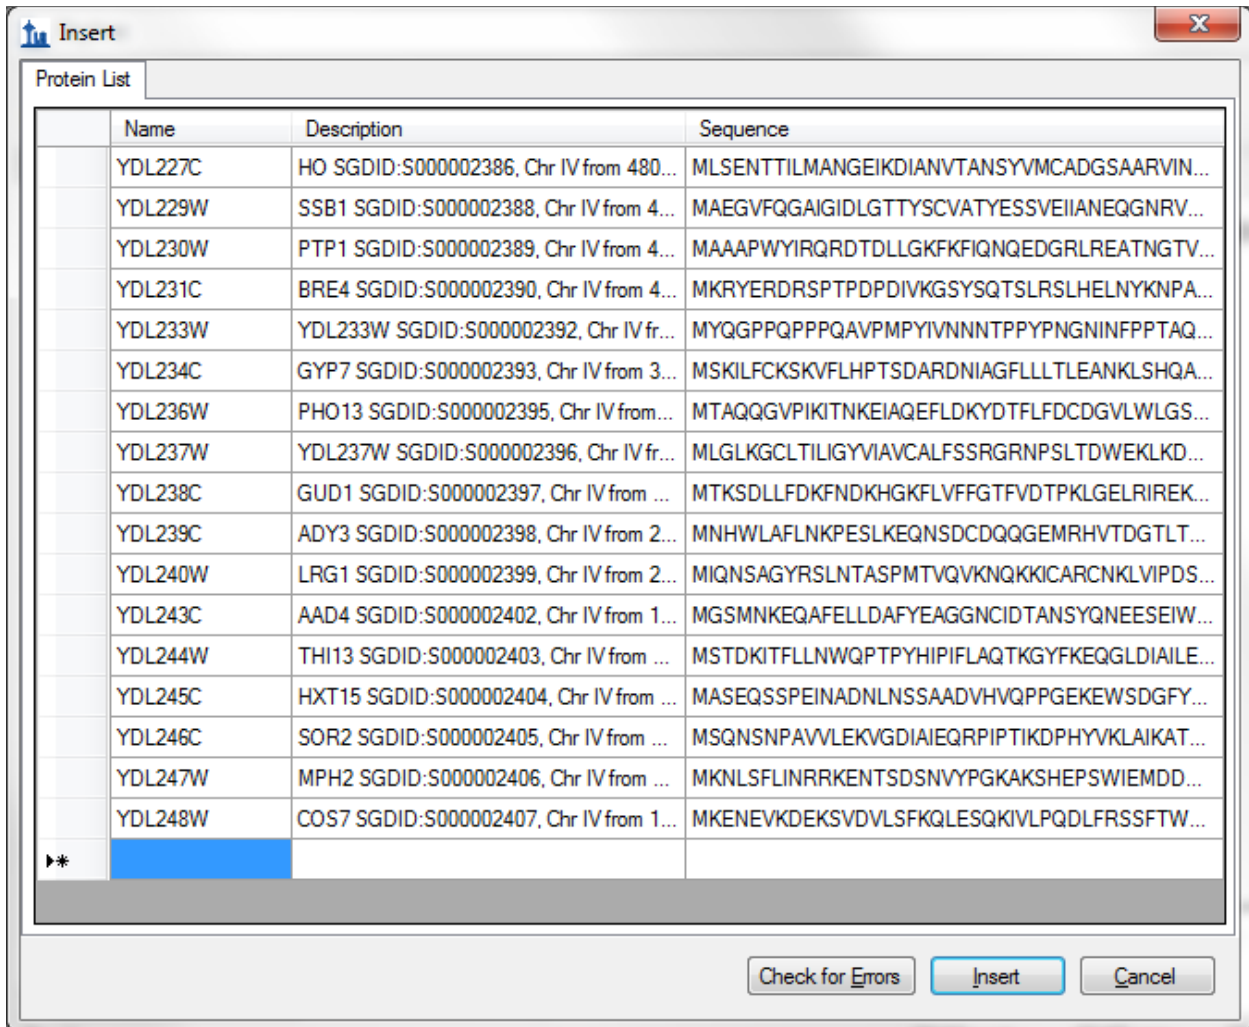 Insert
Protein List
Name Description Sequence
YDL227C HO SGDID:S000002386, Chr IV from 480... MLSENTTILMANGEIKDIANVTANSYVMCADGSAARVIN...
YDL229W SSB1 SGDID:S000002388, Chr IV from 4... MAEGVFQGAIGIDLGTTYSCVATYESSVEIIANEQGNRV...
YDL230W PTP1 SGDID:S000002389, Chr IV from 4... MAAAPWYIRQRDTDLLGKFKFIQNQEDGRLREATNGTV...
YDL231C BRE4 SGDID:S000002390, Chr IV from 4... MKRYERDRSPTPDPDIVKGSYSQTSLRSLHELNYKNPA...
YDL233W YDL233W SGDID:S000002392, Chr IV fr... MYQGPPQPPPQAVPMPYIVNNNTPPYPNGNINFPPTAQ...
YDL234C GYP7 SGDID:S000002393, Chr IV from 3... MSKILFCKSKVFLHPTSDARDNIAGFLLLTLEANKLSHQA...
YDL236W PHO13 SGDID:S000002395, Chr IV from... MTAQQGVPIKITNKEIAQEFLDKYDTFLFDCDGVLWLGS...
YDL237W YDL237W SGDID:S000002396, Chr IV fr... MLGLKGCLTILIGYVIAVCALFSSRGRNPSLTDWEKLKD...
YDL238C GUD1 SGDID:S000002397, Chr IV from ... MTKSDLLFDKFNDKHGKFLVFFGTFVDTPKLGELRIREK...
YDL239C ADY3 SGDID:S000002398, Chr IV from 2... MNHWLAFLNKPESLKEQNSDCDQQGEMRHVTDGTLT...
YDL240W LRG1 SGDID:S000002399, Chr IV from 2... MIQNSAGYRSLNTASPMTVQVKNQKKICARCNKLVIPDS...
YDL243C AAD4 SGDID:S000002402, Chr IV from 1... MGSMNKEQAFELLDAFYEAGGNCIDTANSYQNEESEIW...
YDL244W THI13 SGDID:S000002403, Chr IV from ... MSTDKITFLLNWQPTPYHIPIFLAQTKGYFKEQGLDIAILE...
YDL245C HXT15 SGDID:S000002404, Chr IV from ... MASEQSSPEINADNLNSSAADVHVQPPGEKEWSDGFY...
YDL246C SOR2 SGDID:S000002405, Chr IV from ... MSQNSNPAVVLEKVGDIAIEQRPIPTIKDPHYVKLAIKAT...
YDL247W MPH2 SGDID:S000002406, Chr IV from ... MKNLSFLINRRKENTSDSNVYPGKAKSHEPSWIEMDD...
YDL248W COS7 SGDID:S000002407, Chr IV from 1... MKENEVKDEKSVDVLSFKQLESQKIVLPQDLFRSSFTW...
Check for Errors Insert Cancel